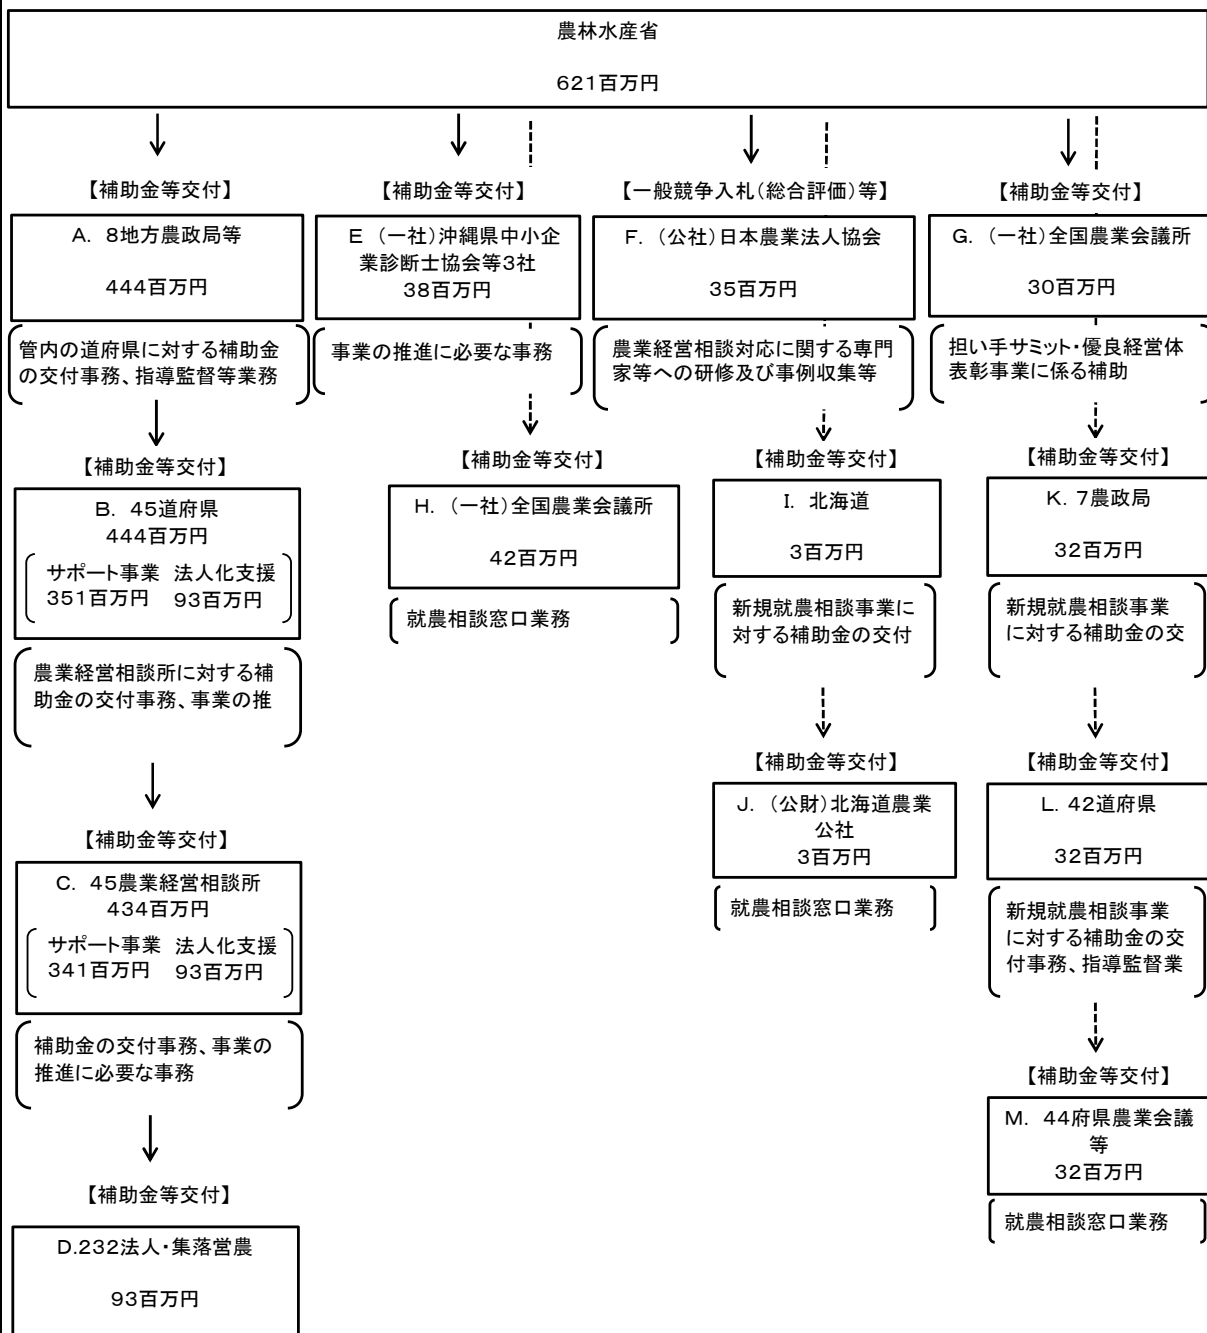 農林水産省
621百万円
【補助金等交付】
A. 8地方農政局等
444百万円
管内の道府県に対する補助金
の交付事務、指導監督等業務
【補助金等交付】
B. 45道府県
444百万円
サポート事業 法人化支援
351百万円 93百万円
農業経営相談所に対する補
助金の交付事務、事業の推
【補助金等交付】
C. 45農業経営相談所
434百万円
サポート事業 法人化支援
341百万円 93百万円
補助金の交付事務、事業の
推進に必要な事務
【補助金等交付】
D.232法人・集落営農
93百万円
【補助金等交付】
E (一社)沖縄県中小企
業診断士協会等3社
38百万円
事業の推進に必要な事務
【補助金等交付】
H. (一社)全国農業会議所
42百万円
就農相談窓口業務
【一般競争入札(総合評価)等】
F. (公社)日本農業法人協会
35百万円
農業経営相談対応に関する専門
家等への研修及び事例収集等
【補助金等交付】
I. 北海道
3百万円
新規就農相談事業に
対する補助金の交付
【補助金等交付】
J. (公財)北海道農業
公社
3百万円
就農相談窓口業務
【補助金等交付】
G. (一社)全国農業会議所
30百万円
担い手サミット・優良経営体
表彰事業に係る補助
【補助金等交付】
K. 7農政局
32百万円
新規就農相談事業
に対する補助金の交
【補助金等交付】
L. 42道府県
32百万円
新規就農相談事業
に対する補助金の交
付事務、指導監督業
【補助金等交付】
M. 44府県農業会議
等
32百万円
就農相談窓口業務